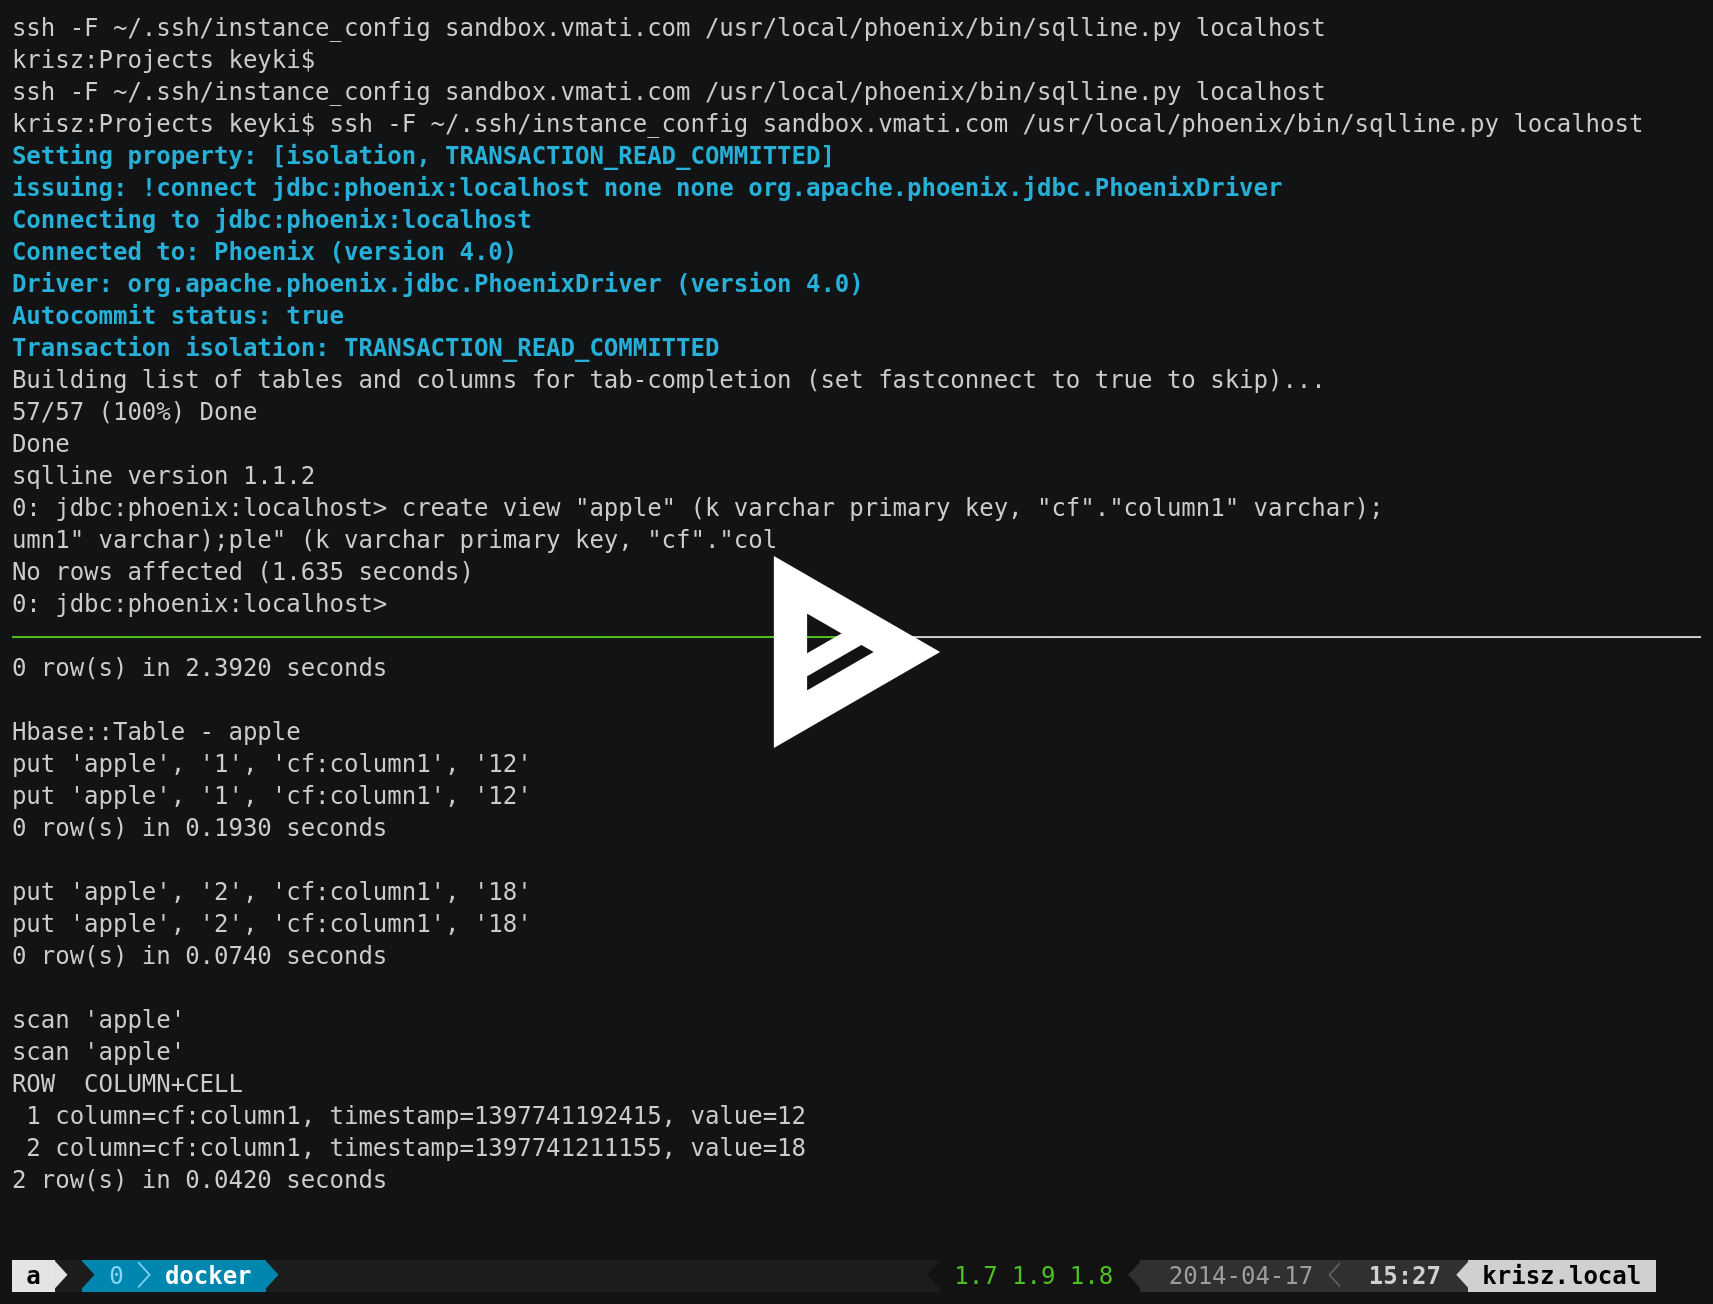 ssh -F ~/.ssh/instance_config sandbox.vmati.com /usr/local/phoenix/bin/sqlline.py localhost
krisz:Projects keyki$
ssh -F ~/.ssh/instance_config sandbox.vmati.com /usr/local/phoenix/bin/sqlline.py localhost
krisz:Projects keyki$ ssh -F ~/.ssh/instance_config sandbox.vmati.com /usr/local/phoenix/bin/sqlline.py localhost
Setting property: [isolation, TRANSACTION_READ_COMMITTED]
issuing: !connect jdbc:phoenix:localhost none none org.apache.phoenix.jdbc.PhoenixDriver
Connecting to jdbc:phoenix:localhost
Connected to: Phoenix (version 4.0)
Driver: org.apache.phoenix.jdbc.PhoenixDriver (version 4.0)
Autocommit status: true
Transaction isolation: TRANSACTION_READ_COMMITTED
Building list of tables and columns for tab-completion (set fastconnect to true to skip)...
57/57 (100%) Done
Done
sqlline version 1.1.2
0: jdbc:phoenix:localhost> create view "apple" (k varchar primary key, "cf"."column1" varchar);
umn1" varchar);ple" (k varchar primary key, "cf"."col
No rows affected (1.635 seconds)
0: jdbc:phoenix:localhost>
0 row(s) in 2.3920 seconds
Hbase::Table - apple
put 'apple', '1', 'cf:column1', '12'
put 'apple', '1', 'cf:column1', '12'
0 row(s) in 0.1930 seconds
put 'apple', '2', 'cf:column1', '18'
put 'apple', '2', 'cf:column1', '18'
0 row(s) in 0.0740 seconds
scan 'apple'
scan 'apple'
ROW  COLUMN+CELL
 1 column=cf:column1, timestamp=1397741192415, value=12
 2 column=cf:column1, timestamp=1397741211155, value=18
2 row(s) in 0.0420 seconds
a 0 docker 1.7 1.9 1.8 2014-04-17 15:27 krisz.local